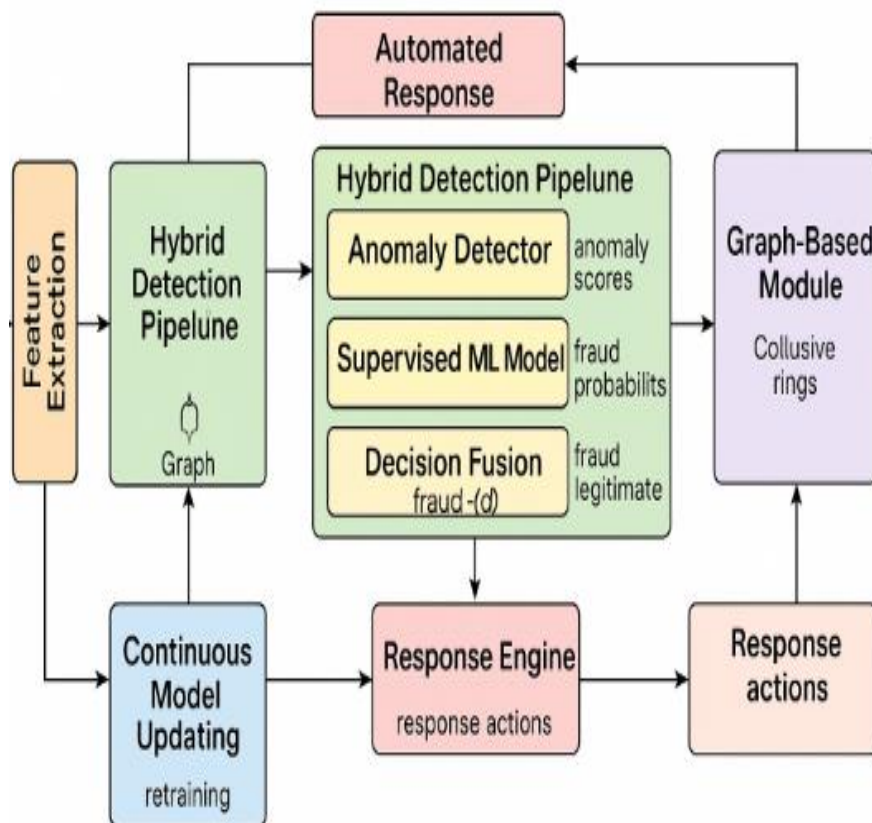 Automated
Response
Feature
Extraction
Hybrid
Detection
Pipelune
Graph
Hybrid Detection Pipelune
Anomaly Detector
anomaly
scores
Supervised ML Model
fraud
probabilits
Decision Fusion
fraud -(d)
fraud
legitimate
Graph-Based
Module
Collusive
rings
Continuous
Model
Updating
retraining
Response Engine
response actions
Response
actions